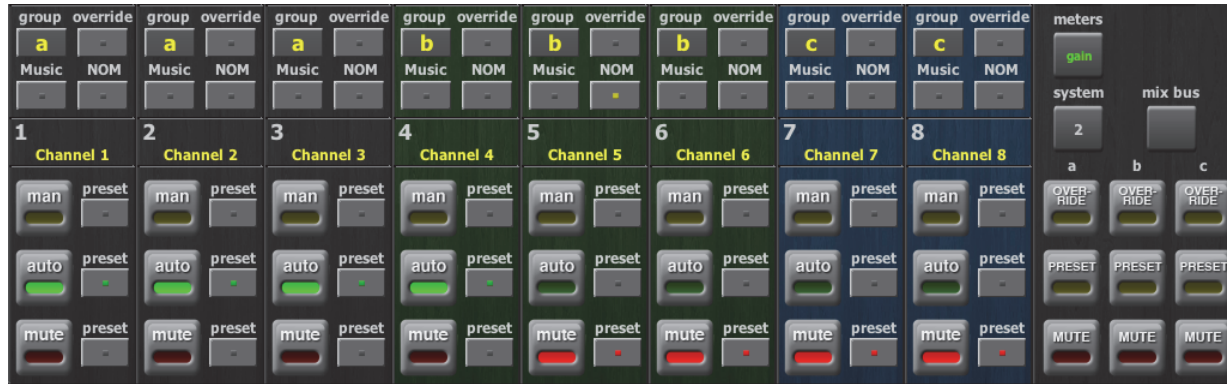 group override group override group override group override group override group override group override group override meters
a a a b b b c c gain
Music NOM Music NOM Music NOM Music NOM Music NOM Music NOM Music NOM Music NOM system mix bus
2
1 2 3 4 5 6 7 8
Channel 1 Channel 2 Channel 3 Channel 4 Channel 5 Channel 6 Channel 7 Channel 8 a b c
man preset man preset man preset man preset man preset man preset man preset man preset OVER- OVER- OVER-
RIDE RIDE RIDE
auto preset auto preset auto preset auto preset auto preset auto preset auto preset auto preset PRESET PRESET PRESET
mute preset mute preset mute preset mute preset mute preset mute preset mute preset mute preset MUTE MUTE MUTE